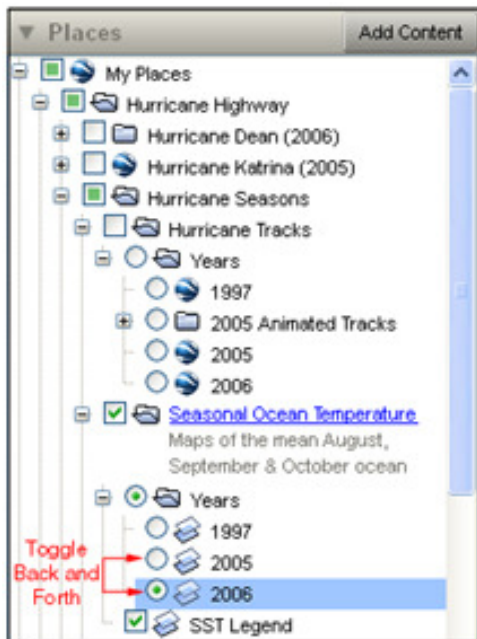 Places
Add Content
My Places
Hurricane Highway
Hurricane Dean (2006)
Hurricane Katrina (2005)
Hurricane Seasons
Hurricane Tracks
Years
1997
2005 Animated Tracks
2005
2006
Seasonal Ocean Temperature
Maps of the mean August,
September & October ocean
Years
1997
2005
2006
SST Legend
Toggle
Back and
Forth